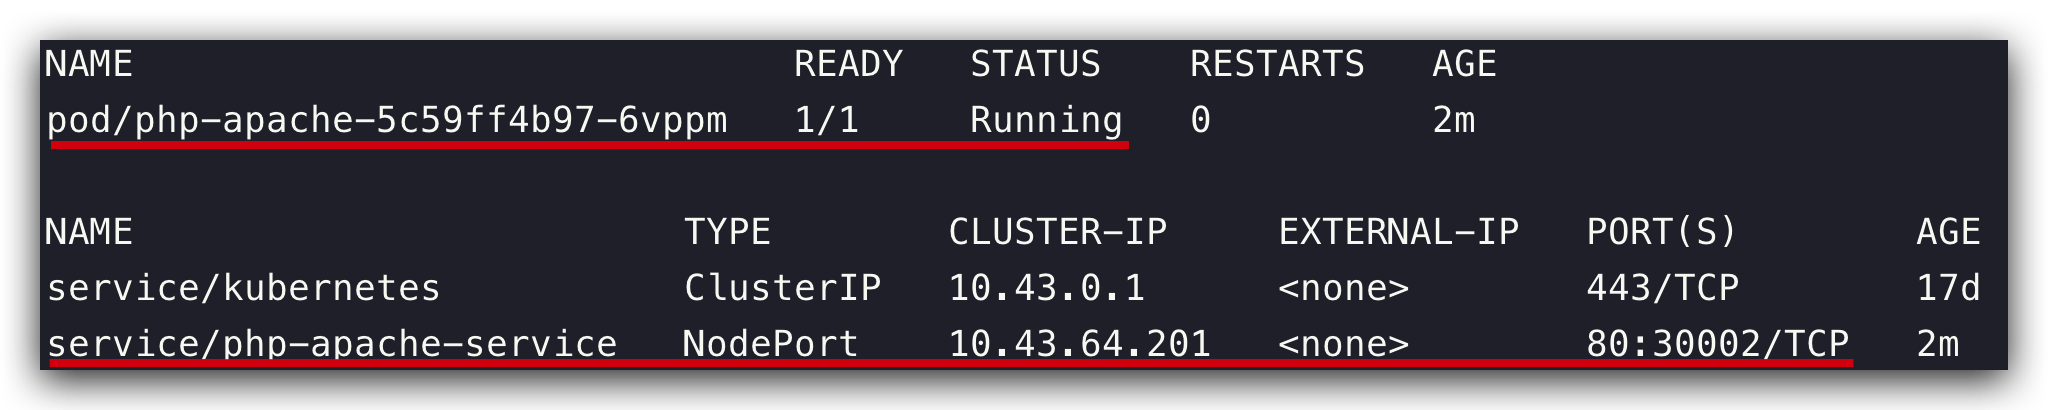 NAME READY STATUS RESTARTS AGE
pod/php-apache-5c59ff4b97-6vppm 1/1 Running 0 2m
NAME TYPE CLUSTER-IP EXTERNAL-IP PORT(S) AGE
service/kubernetes ClusterIP 10.43.0.1 <none> 443/TCP 17d
service/php-apache-service NodePort 10.43.64.201 <none> 80:30002/TCP 2m